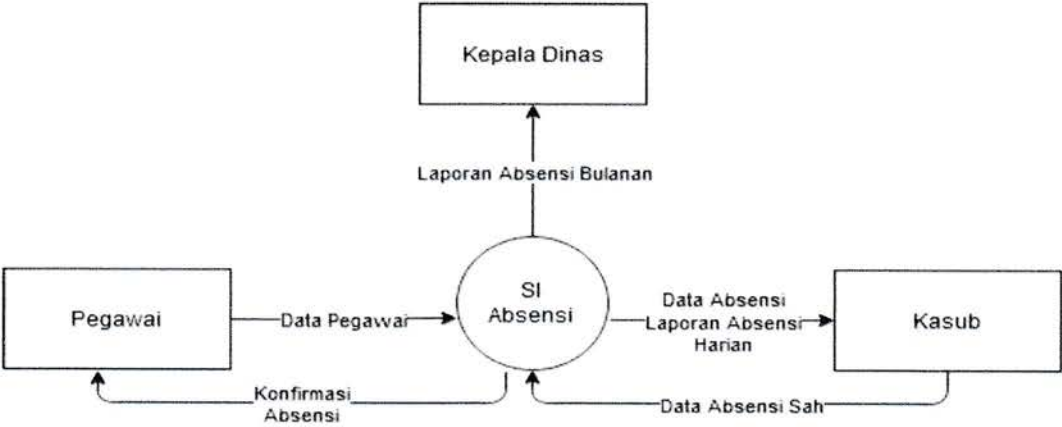 Kepala Dinas
Laporan Absensi Bulanan
SI
Absensi
Pegawai
Data Pegawai
Data Absensi
Laporan Absensi
Harian
Kasub
Konfirmasi
Absensi
Data Absensi Sah